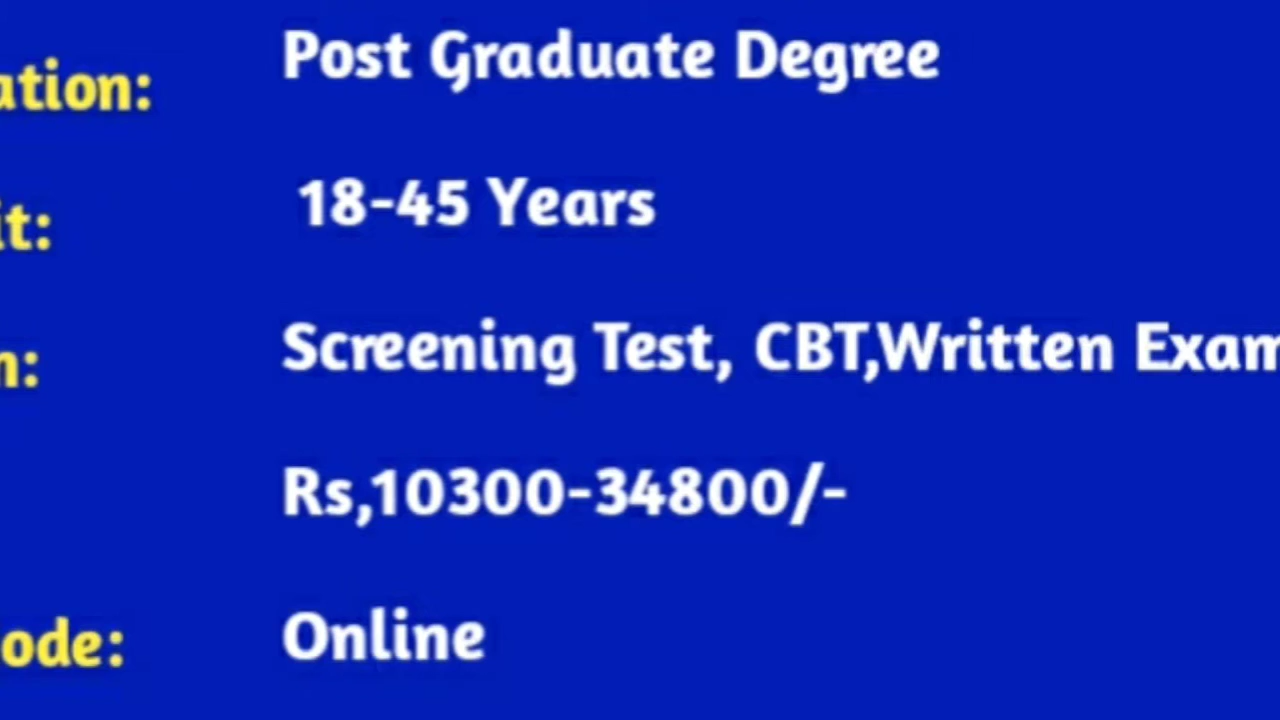 ation: Post Graduate Degree
it: 18-45 Years
n: Screening Test, CBT,Written Exam
Rs,10300-34800/-
ode: Online